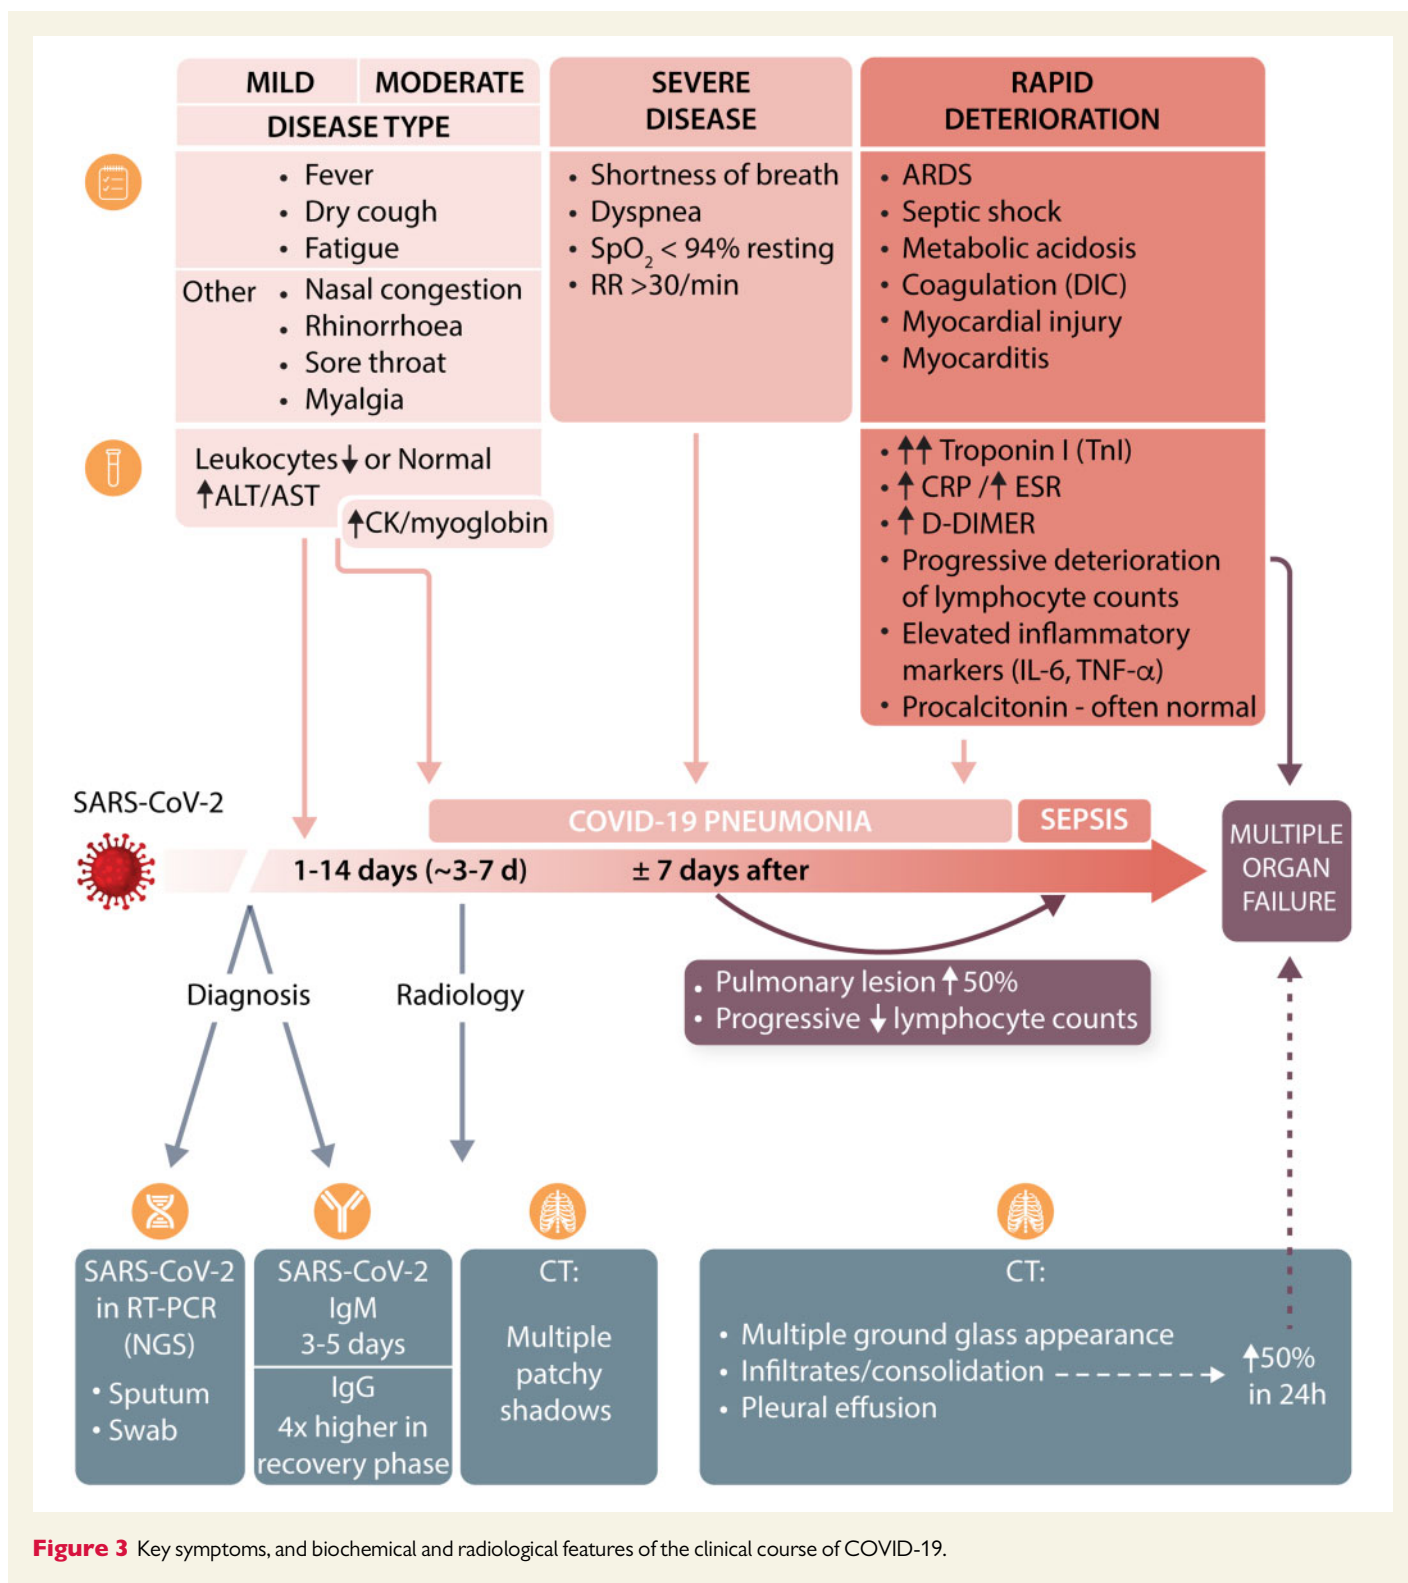 MILD
MODERATE
DISEASE TYPE
• Fever
• Dry cough
• Fatigue
Other
• Nasal congestion
• Rhinorrhoea
• Sore throat
• Myalgia
Leukocytes ↓ or Normal
↑ALT/AST
↑CK/myoglobin
SEVERE
DISEASE
• Shortness of breath
• Dyspnea
• SpO₂ < 94% resting
• RR >30/min
RAPID
DETERIORATION
• ARDS
• Septic shock
• Metabolic acidosis
• Coagulation (DIC)
• Myocardial injury
• Myocarditis
• ↑↑ Troponin I (TnI)
• ↑ CRP /↑ ESR
• ↑ D-DIMER
• Progressive deterioration
of lymphocyte counts
• Elevated inflammatory
markers (IL-6, TNF-α)
• Procalcitonin - often normal
SARS-CoV-2
COVID-19 PNEUMONIA
SEPSIS
1-14 days (~3-7 d)
± 7 days after
MULTIPLE
ORGAN
FAILURE
• Pulmonary lesion ↑ 50%
• Progressive ↓ lymphocyte counts
Diagnosis
Radiology
SARS-CoV-2
in RT-PCR
(NGS)
• Sputum
• Swab
SARS-CoV-2
IgM
3-5 days
IgG
4x higher in
recovery phase
CT:
Multiple
patchy
shadows
CT:
• Multiple ground glass appearance
• Infiltrates/consolidation
• Pleural effusion
↑50%
in 24h
Figure 3 Key symptoms, and biochemical and radiological features of the clinical course of COVID-19.